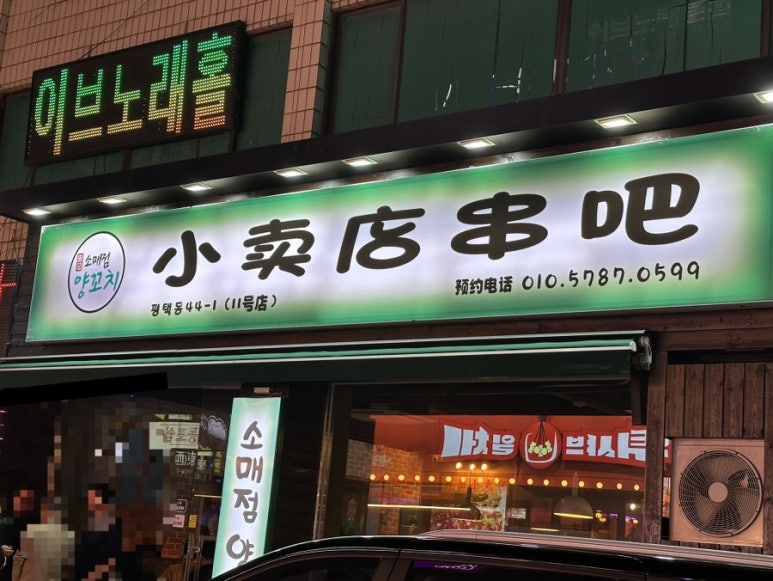 이브노래홀
소매점
양꼬치
小卖店串吧
평택동44-1 (11号店)
预约电话 010.5787.0599
소매점 양